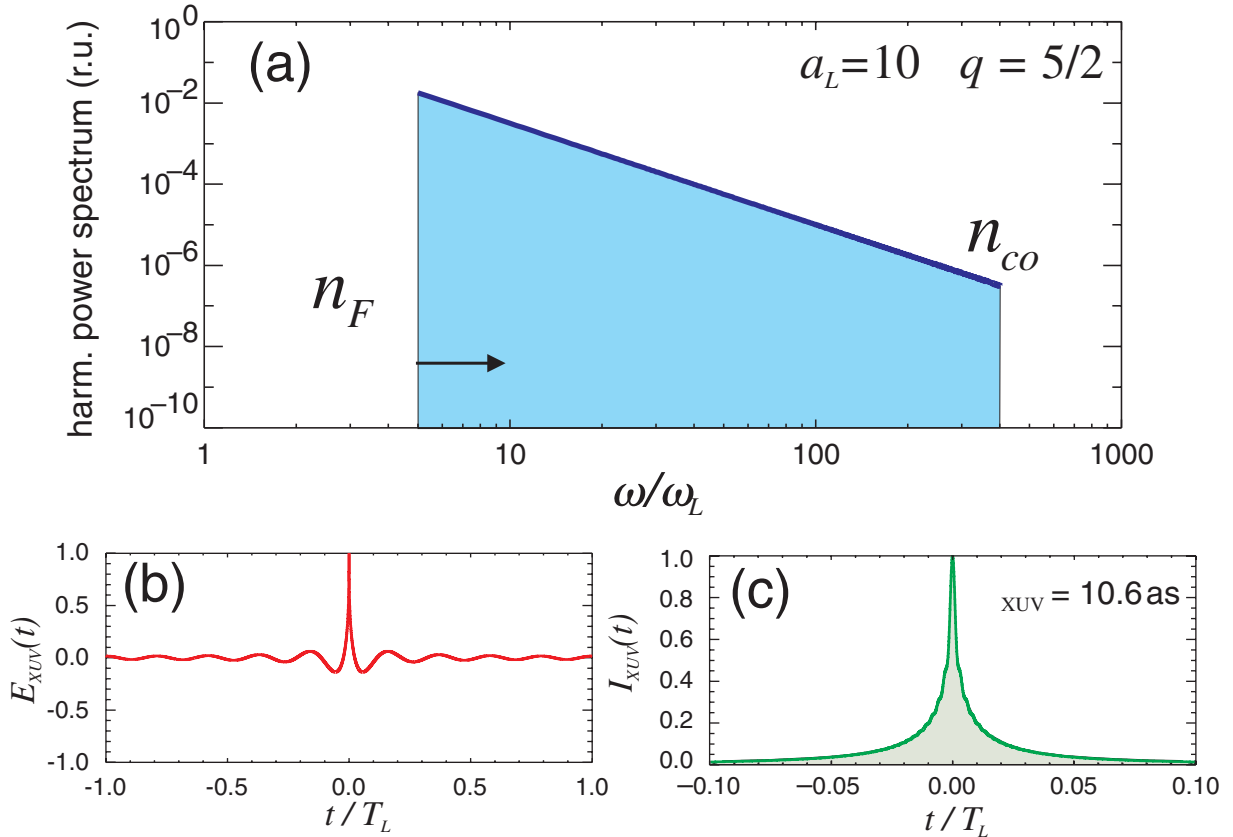 harm. power spectrum (r.u.)
10⁰
10⁻²
10⁻⁴
10⁻⁶
10⁻⁸
10⁻¹⁰
(a)
a_L=10 q = 5/2
n_F
n_co
1 10 100 1000
ω/ω_L
E_XUV(t)
1.0
0.5
0.0
-0.5
-1.0
(b)
-1.0 -0.5 0.0 0.5 1.0
t / T_L
I_XUV(t)
1.0
0.8
0.6
0.4
0.2
0.0
(c)
XUV = 10.6 as
−0.10 −0.05 0.00 0.05 0.10
t / T_L